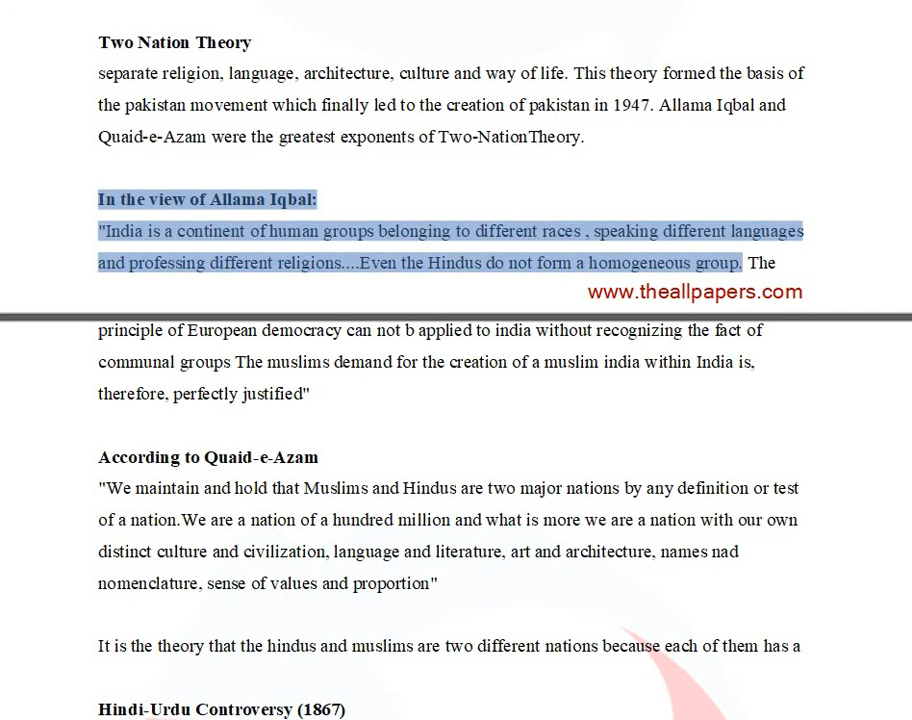 Two Nation Theory
separate religion, language, architecture, culture and way of life. This theory formed the basis of
the pakistan movement which finally led to the creation of pakistan in 1947. Allama Iqbal and
Quaid-e-Azam were the greatest exponents of Two-NationTheory.
In the view of Allama Iqbal:
"India is a continent of human groups belonging to different races , speaking different languages
and professing different religions....Even the Hindus do not form a homogeneous group. The
www.theallpapers.com
principle of European democracy can not b applied to india without recognizing the fact of
communal groups The muslims demand for the creation of a muslim india within India is,
therefore, perfectly justified"
According to Quaid-e-Azam
"We maintain and hold that Muslims and Hindus are two major nations by any definition or test
of a nation.We are a nation of a hundred million and what is more we are a nation with our own
distinct culture and civilization, language and literature, art and architecture, names nad
nomenclature, sense of values and proportion"
It is the theory that the hindus and muslims are two different nations because each of them has a
Hindi-Urdu Controversy (1867)